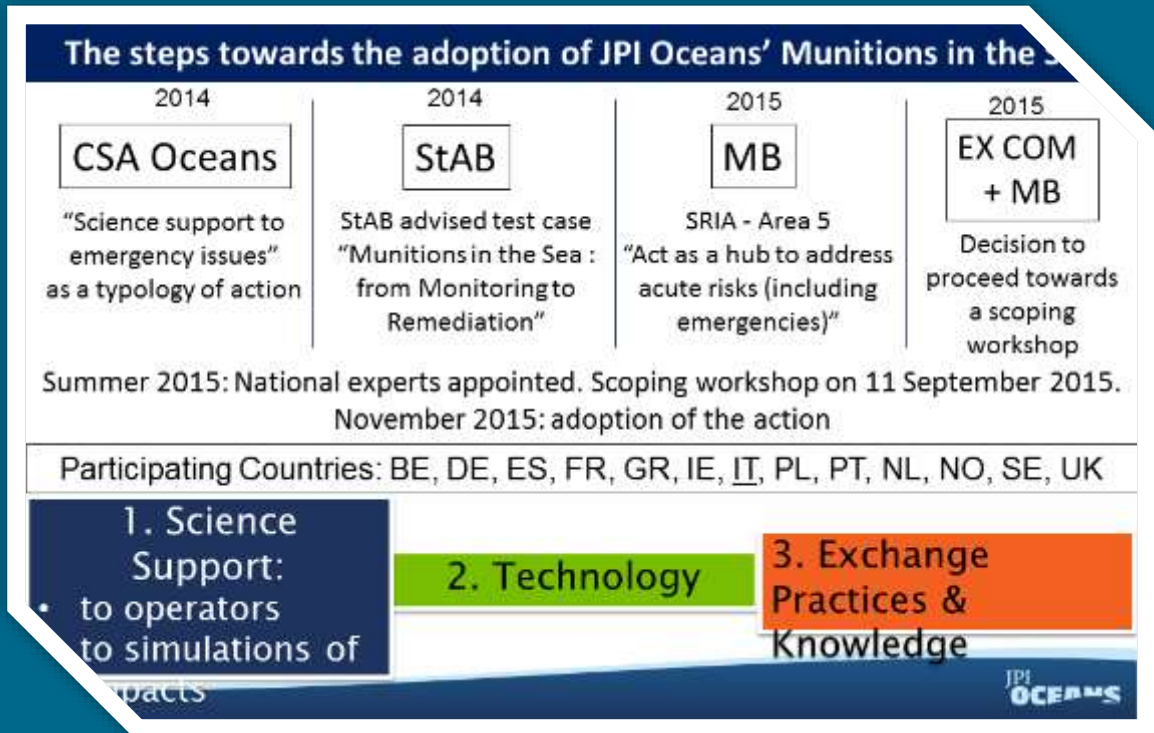 The steps towards the adoption of JPI Oceans' Munitions in the
2014
CSA Oceans
"Science support to
emergency issues"
as a typology of action
2014
StAB
StAB advised test case
"Munitions in the Sea :
from Monitoring to
Remediation"
2015
MB
SRIA - Area 5
"Act as a hub to address
acute risks (including
emergencies)"
2015
EX COM
+ MB
Decision to
proceed towards
a scoping
workshop
Summer 2015: National experts appointed. Scoping workshop on 11 September 2015.
November 2015: adoption of the action
Participating Countries: BE, DE, ES, FR, GR, IE, IT, PL, PT, NL, NO, SE, UK
1. Science
Support:
• to operators
to simulations of
2. Technology
3. Exchange
Practices &
Knowledge
JPI
OCEANS